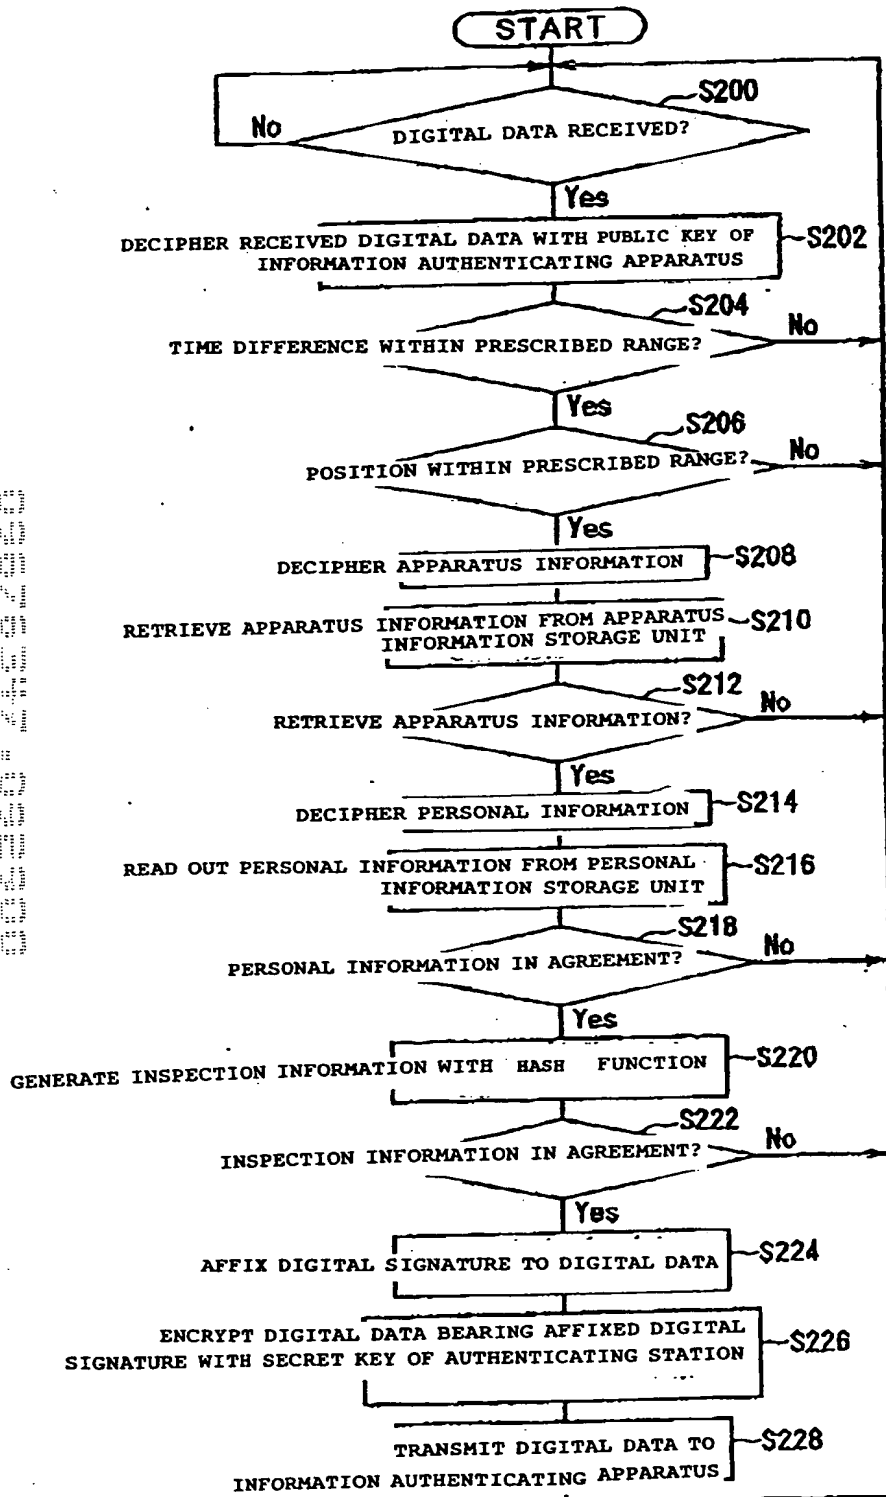 START
S200
No
DIGITAL DATA RECEIVED?
Yes
DECIPHER RECEIVED DIGITAL DATA WITH PUBLIC KEY OF
INFORMATION AUTHENTICATING APPARATUS
S202
S204
No
TIME DIFFERENCE WITHIN PRESCRIBED RANGE?
Yes
S206
No
POSITION WITHIN PRESCRIBED RANGE?
Yes
DECIPHER APPARATUS INFORMATION
S208
RETRIEVE APPARATUS INFORMATION FROM APPARATUS
INFORMATION STORAGE UNIT
S210
S212
No
RETRIEVE APPARATUS INFORMATION?
Yes
DECIPHER PERSONAL INFORMATION
S214
READ OUT PERSONAL INFORMATION FROM PERSONAL
INFORMATION STORAGE UNIT
S216
S218
No
PERSONAL INFORMATION IN AGREEMENT?
Yes
GENERATE INSPECTION INFORMATION WITH HASH FUNCTION
S220
S222
No
INSPECTION INFORMATION IN AGREEMENT?
Yes
AFFIX DIGITAL SIGNATURE TO DIGITAL DATA
S224
ENCRYPT DIGITAL DATA BEARING AFFIXED DIGITAL
SIGNATURE WITH SECRET KEY OF AUTHENTICATING STATION
S226
TRANSMIT DIGITAL DATA TO
INFORMATION AUTHENTICATING APPARATUS
S228